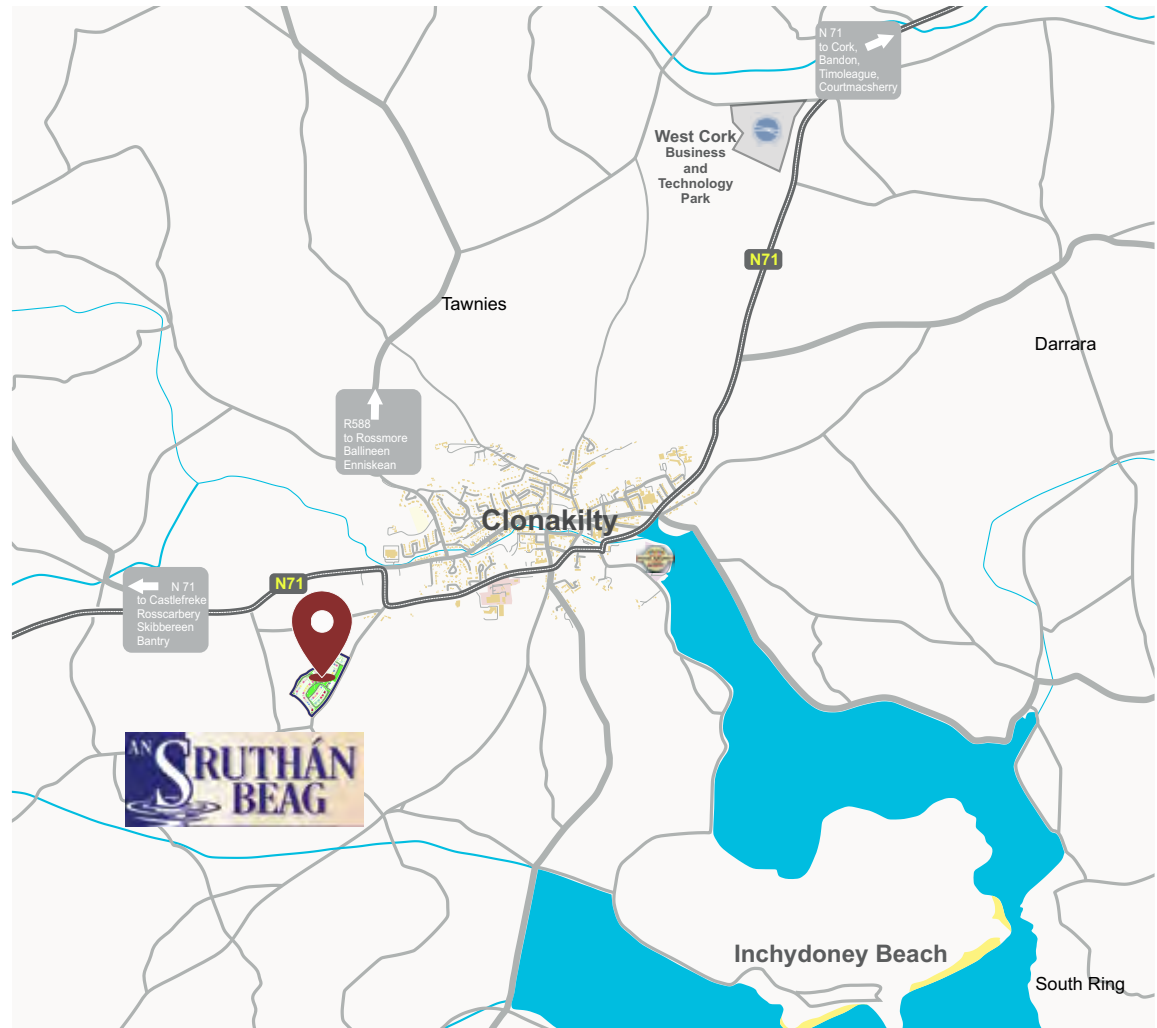 N 71
to Cork,
Bandon,
Timoleague,
Courtmacsherry
West Cork
Business
and
Technology
Park
N71
Tawnies
Darrara
R588
to Rossmore
Ballineen
Enniskean
Clonakilty
N71
N 71
to Castlefreke
Rosscarbery
Skibbereen
Bantry
AN SRUTHÁN
BEAG
Inchydoney Beach
South Ring